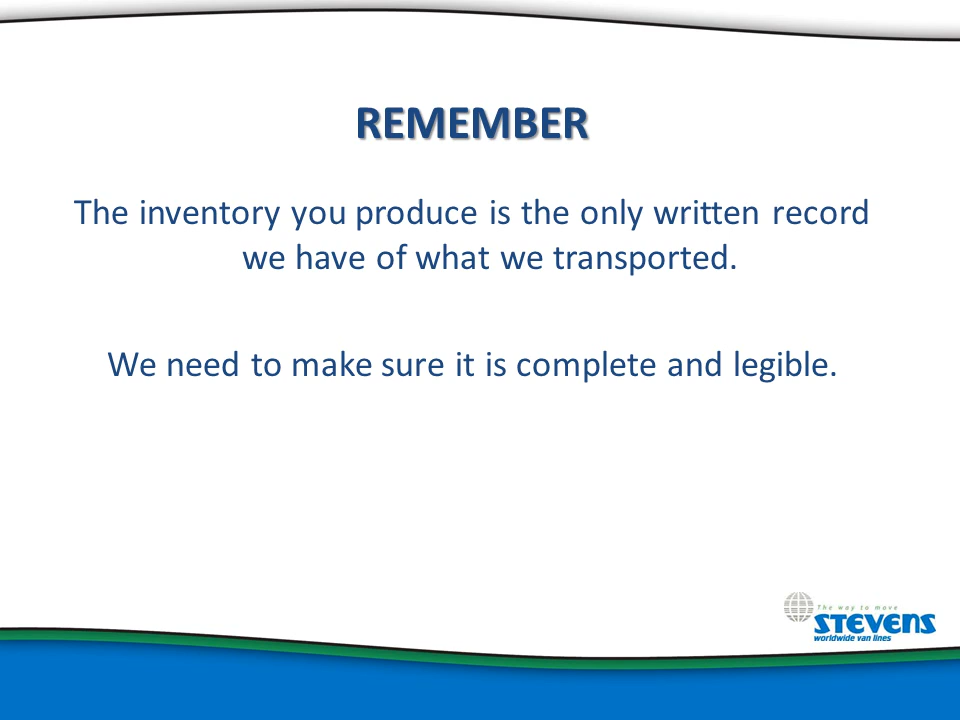 REMEMBER
The inventory you produce is the only written record
we have of what we transported.
We need to make sure it is complete and legible.
The way to move
STEVENS
worldwide van lines